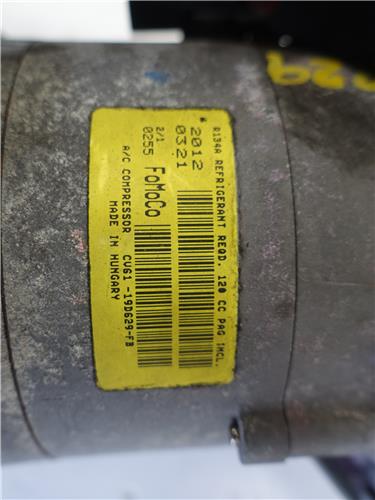 R134A REFRIGERANT REQD. 120 CC PAG INCL.
* 2012
0321
2/1
0255 FoMoCo
A/C COMPRESSOR CV61 -19D629-FB
MADE IN HUNGARY
029